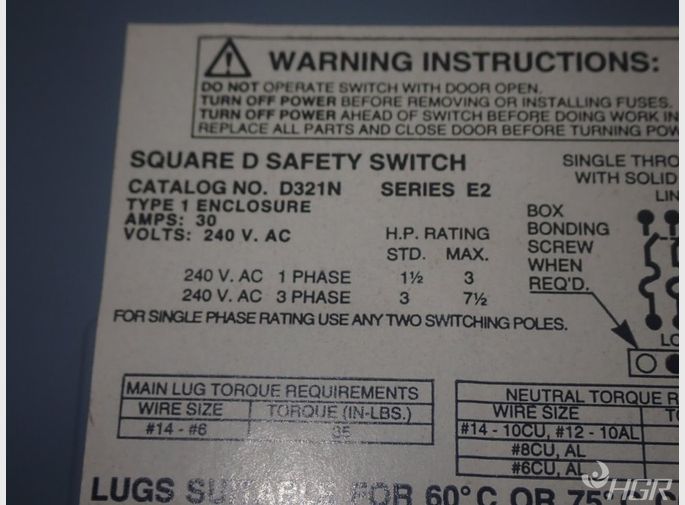 WARNING INSTRUCTIONS:
DO NOT OPERATE SWITCH WITH DOOR OPEN.
TURN OFF POWER BEFORE REMOVING OR INSTALLING FUSES.
TURN OFF POWER AHEAD OF SWITCH BEFORE DOING WORK IN
REPLACE ALL PARTS AND CLOSE DOOR BEFORE TURNING POW
SQUARE D SAFETY SWITCH
CATALOG NO. D321N SERIES E2
TYPE 1 ENCLOSURE
AMPS: 30
VOLTS: 240 V. AC
H.P. RATING
STD. MAX.
240 V. AC 1 PHASE 1½ 3
240 V. AC 3 PHASE 3 7½
FOR SINGLE PHASE RATING USE ANY TWO SWITCHING POLES.
SINGLE THRO
WITH SOLID
LIN
BOX
BONDING
SCREW
WHEN
REQ'D.
LO
MAIN LUG TORQUE REQUIREMENTS
WIRE SIZE TORQUE (IN-LBS.)
#14 - #6 35
NEUTRAL TORQUE R
WIRE SIZE
#14 - 10CU, #12 - 10AL
#8CU, AL
#6CU, AL
LUGS SUITABLE FOR 60° C OR 75° C
HGR